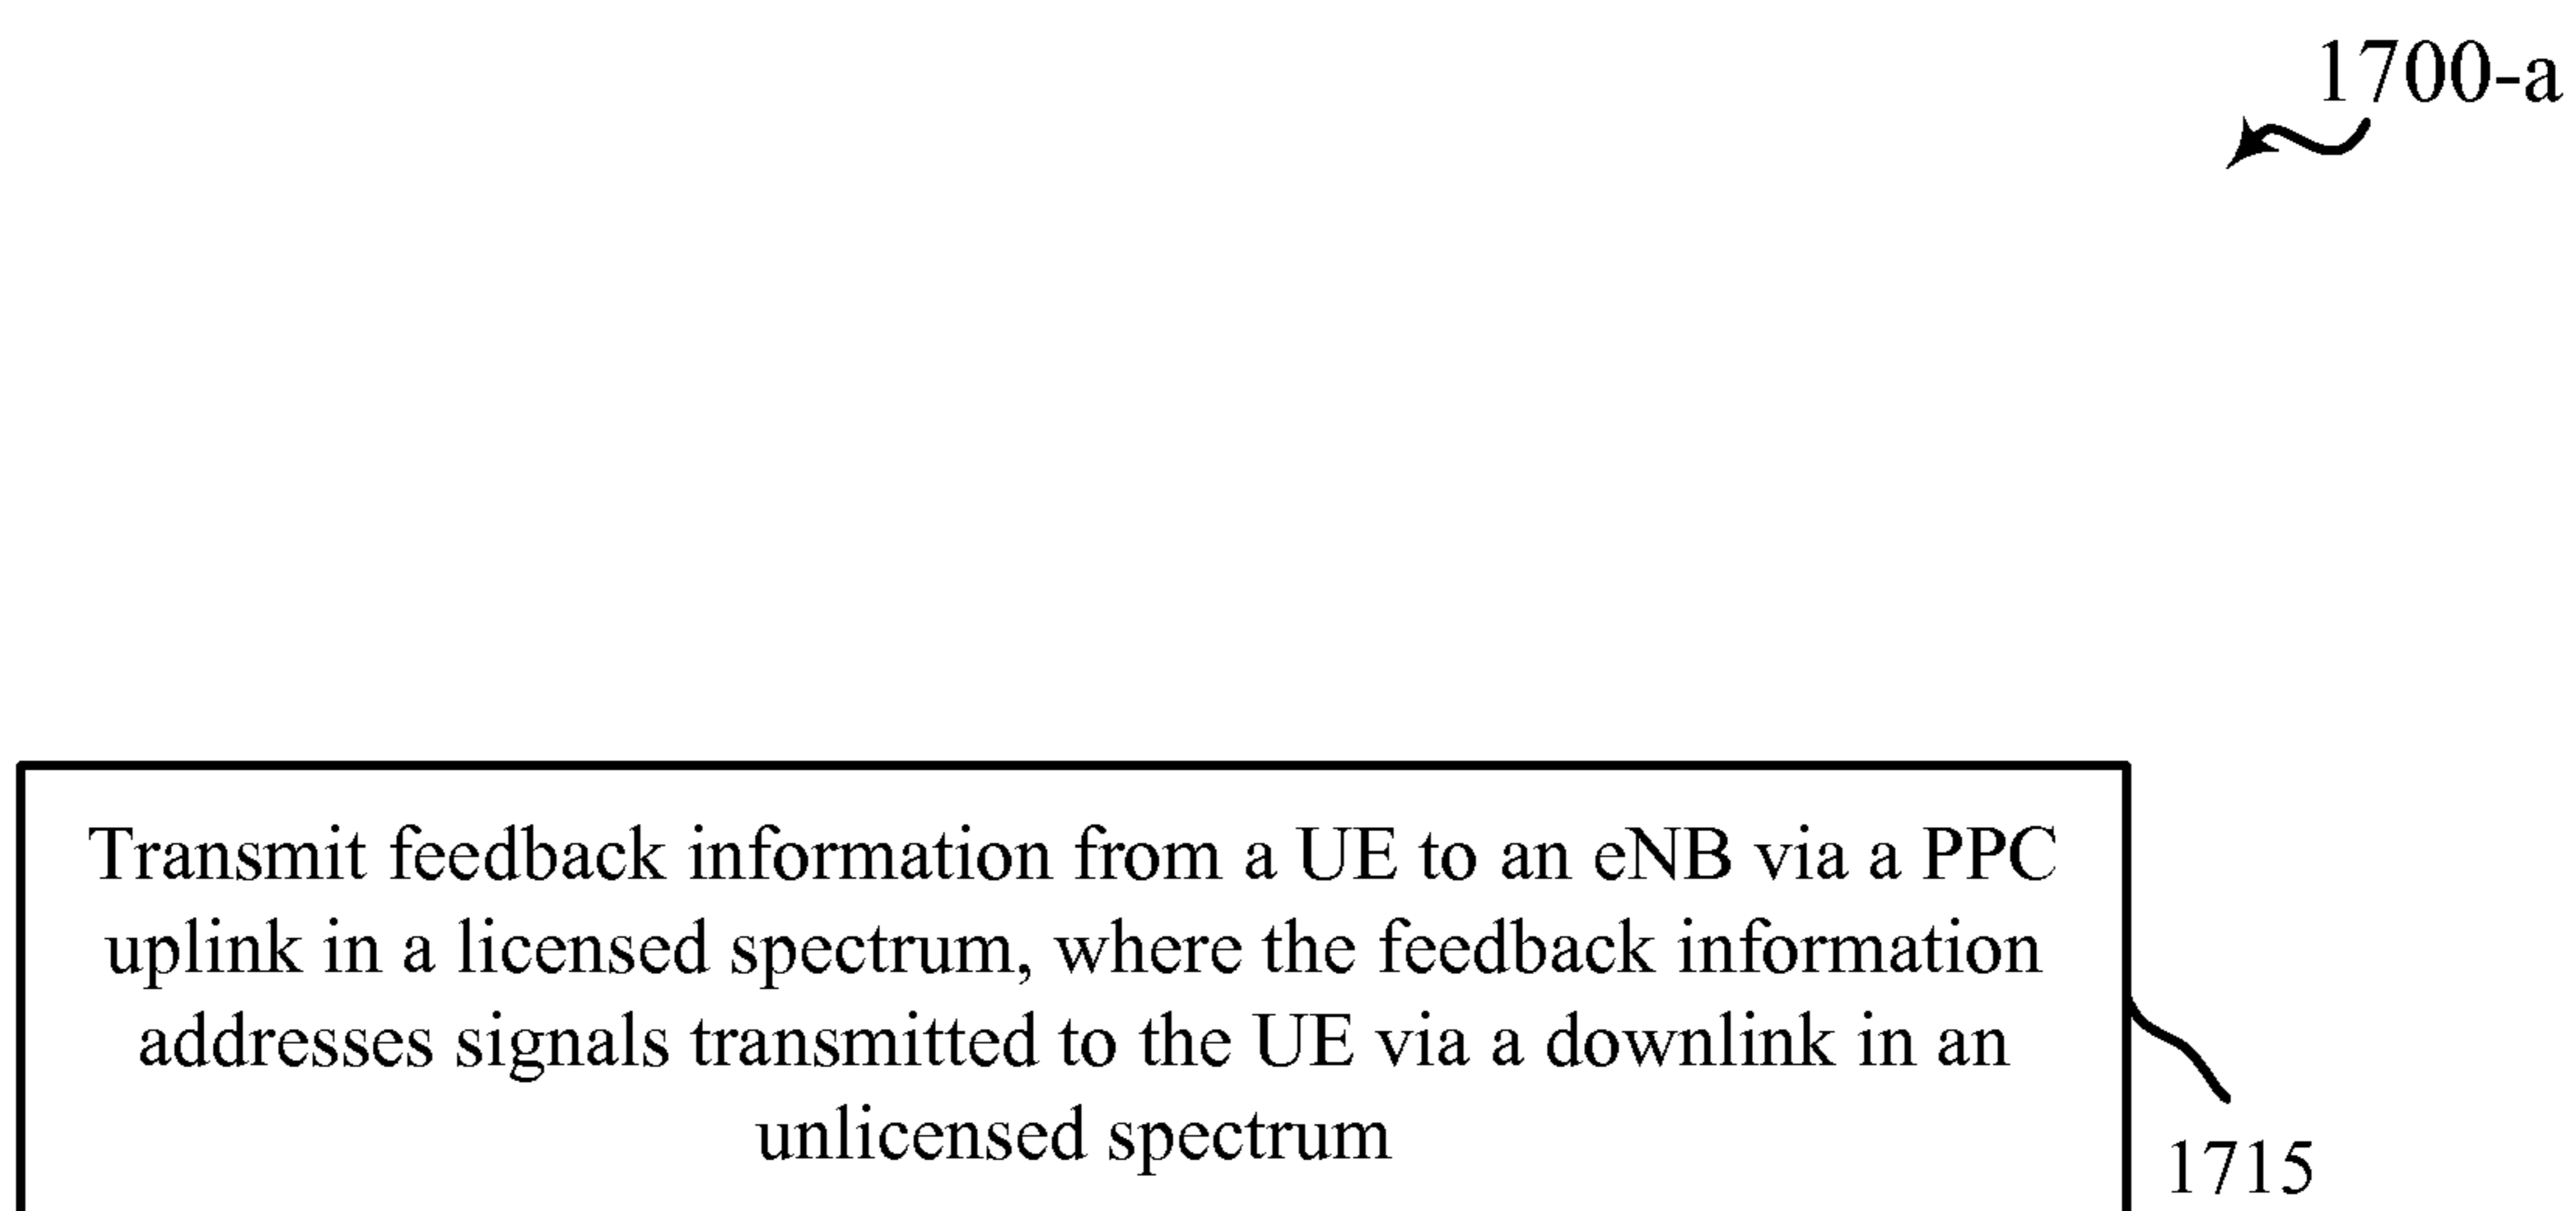 1700-a
Transmit feedback information from a UE to an eNB via a PPC
uplink in a licensed spectrum, where the feedback information
addresses signals transmitted to the UE via a downlink in an
unlicensed spectrum
1715